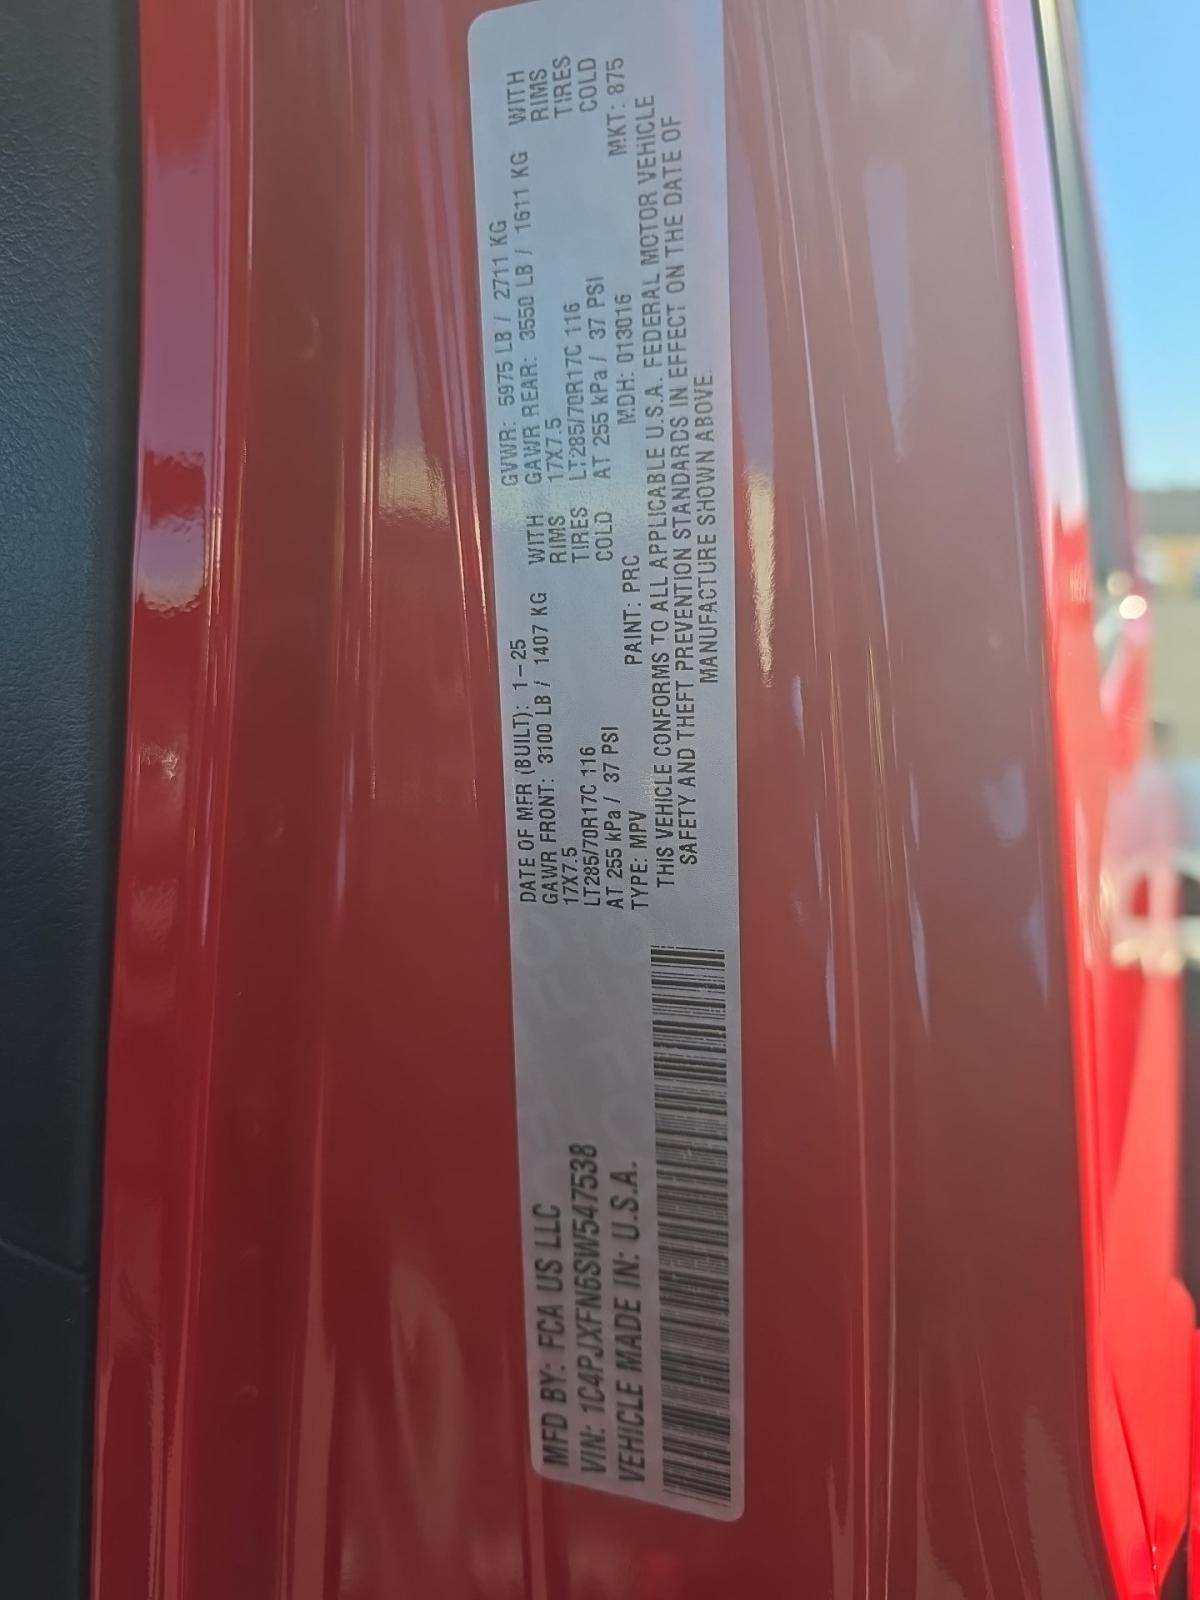 MFD BY: FCA US LLC
VIN: 1C4PJXFN6SW547538
VEHICLE MADE IN: U.S.A.
DATE OF MFR (BUILT): 1-25 GVWR: 5975 LB / 2711 KG
GAWR FRONT: 3100 LB / 1407 KG WITH GAWR REAR: 3550 LB / 1611 KG WITH
17X7.5 RIMS 17X7.5 RIMS
LT285/70R17C 116 TIRES LT285/70R17C 116 TIRES
AT 255 kPa / 37 PSI COLD AT 255 kPa / 37 PSI COLD
TYPE: MPV PAINT: PRC MDH: 013016 MKT: 875
THIS VEHICLE CONFORMS TO ALL APPLICABLE U.S.A. FEDERAL MOTOR VEHICLE
SAFETY AND THEFT PREVENTION STANDARDS IN EFFECT ON THE DATE OF
MANUFACTURE SHOWN ABOVE.